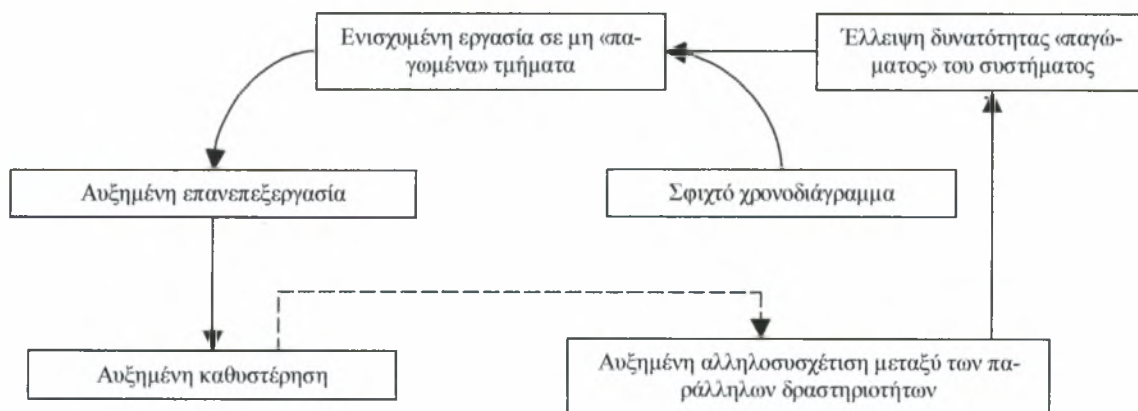 Ενισχυμένη εργασία σε μη «πα-
γωμένα» τμήματα
Έλλειψη δυνατότητας «παγώ-
ματος» του συστήματος
Αυξημένη επανεπεξεργασία
Σφιχτό χρονοδιάγραμμα
Αυξημένη καθυστέρηση
Αυξημένη αλληλοσυσχέτιση μεταξύ των πα-
ράλληλων δραστηριοτήτων